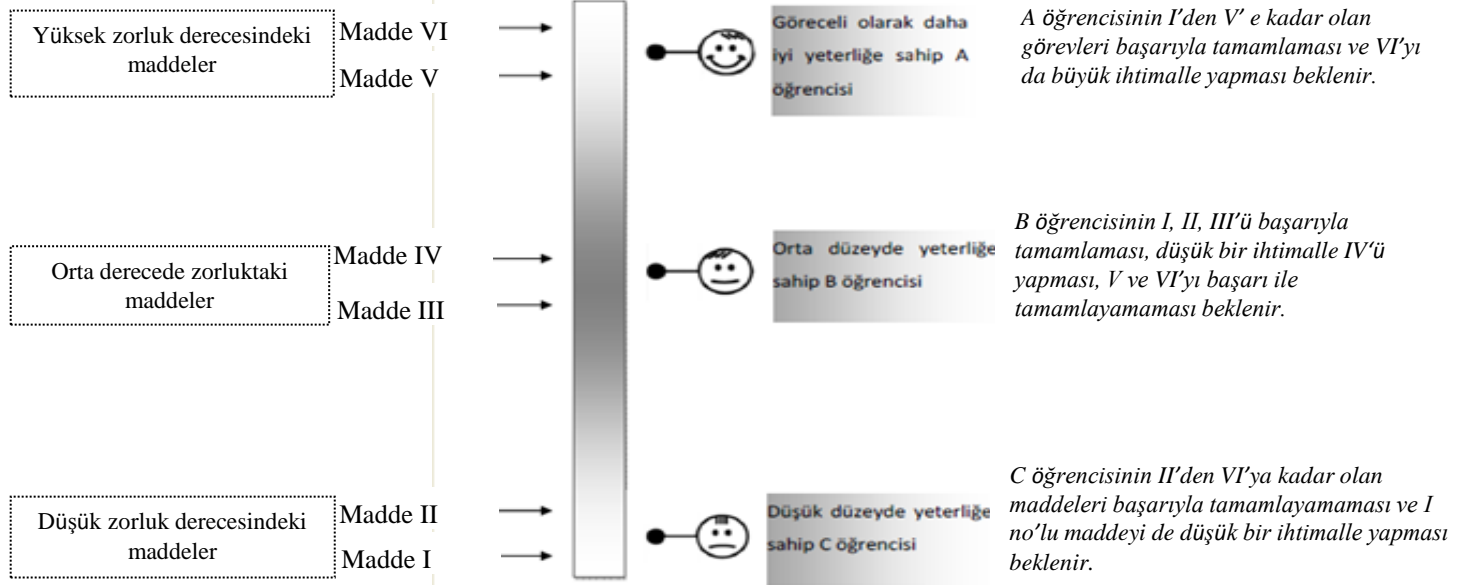 Yüksek zorluk derecesindeki
maddeler
Madde VI
Madde V
Göreceli olarak daha
iyi yeterliğe sahip A
öğrencisi
A öğrencisinin I'den V' e kadar olan
görevleri başarıyla tamamlaması ve VI'yı
da büyük ihtimalle yapması beklenir.
Orta derecede zorluktaki
maddeler
Madde IV
Madde III
Orta düzeyde yeterliğe
sahip B öğrencisi
B öğrencisinin I, II, III'ü başarıyla
tamamlaması, düşük bir ihtimalle IV'ü
yapması, V ve VI'yı başarı ile
tamamlayamaması beklenir.
Düşük zorluk derecesindeki
maddeler
Madde II
Madde I
Düşük düzeyde yeterliğe
sahip C öğrencisi
C öğrencisinin II'den VI'ya kadar olan
maddeleri başarıyla tamamlayamaması ve I
no'lu maddeyi de düşük bir ihtimalle yapması
beklenir.